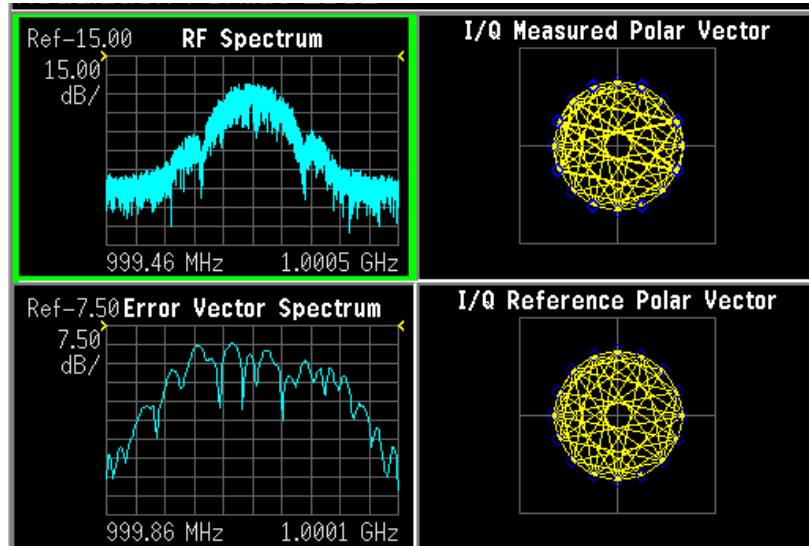 Ref-15.00 RF Spectrum
15.00
dB/
999.46 MHz 1.0005 GHz
I/Q Measured Polar Vector
Ref-7.50 Error Vector Spectrum
7.50
dB/
999.86 MHz 1.0001 GHz
I/Q Reference Polar Vector